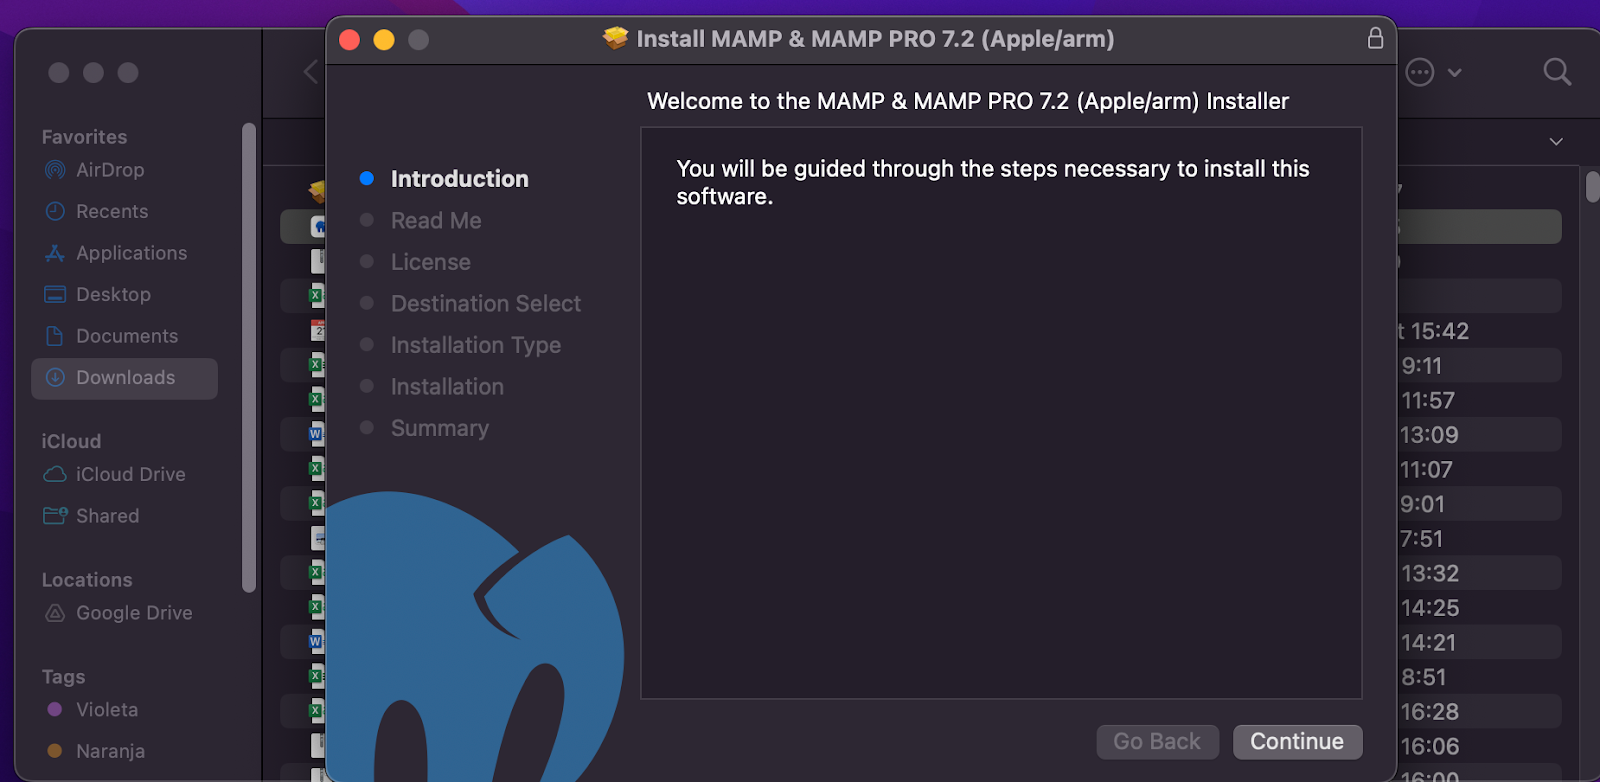 Install MAMP & MAMP PRO 7.2 (Apple/arm)
Favorites
AirDrop
Recents
Applications
Desktop
Documents
Downloads
iCloud
iCloud Drive
Shared
Locations
Google Drive
Tags
Violeta
Naranja
Welcome to the MAMP & MAMP PRO 7.2 (Apple/arm) Installer
Introduction
Read Me
License
Destination Select
Installation Type
Installation
Summary
You will be guided through the steps necessary to install this
software.
Go Back
Continue
15:42
9:11
11:57
13:09
11:07
9:01
7:51
13:32
14:25
14:21
8:51
16:28
16:06
16:00